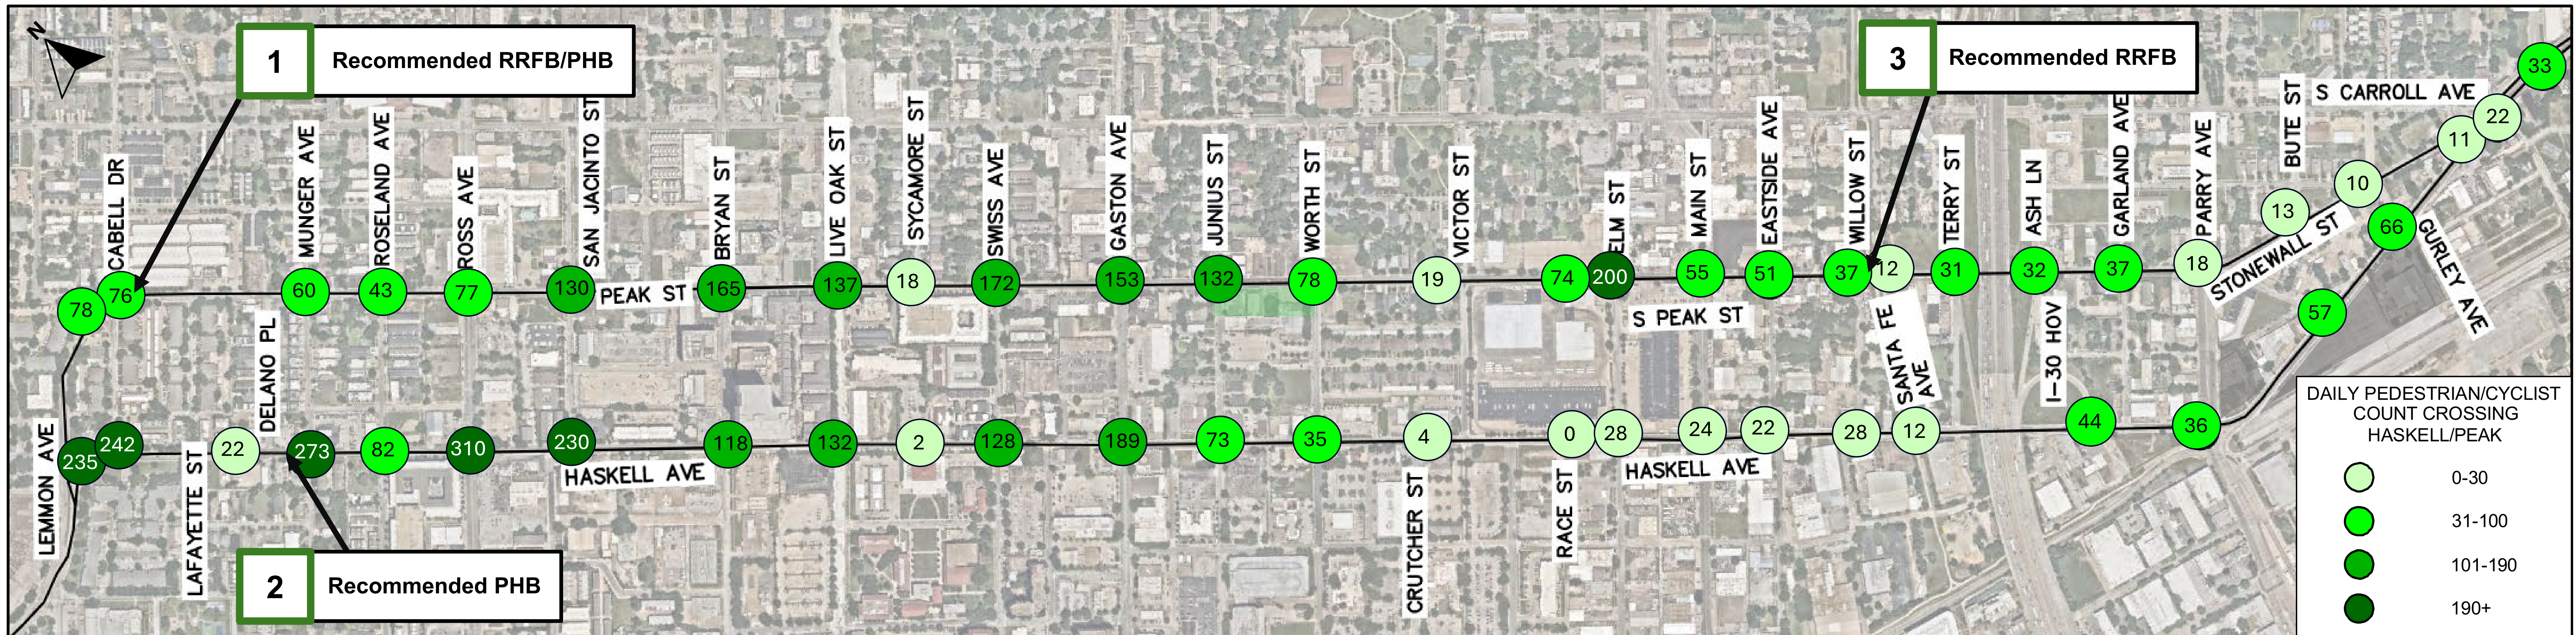 N
1
Recommended RRFB/PHB
3
Recommended RRFB
CABELL DR
MUNGER AVE
ROSELAND AVE
ROSS AVE
SAN JACINTO ST
BRYAN ST
LIVE OAK ST
SYCAMORE ST
SWISS AVE
GASTON AVE
JUNIUS ST
WORTH ST
VICTOR ST
ELM ST
MAIN ST
EASTSIDE AVE
WILLOW ST
TERRY ST
ASH LN
GARLAND AVE
PARRY AVE
BUTE ST
S CARROLL AVE
78
76
60
43
77
130
PEAK ST
165
137
18
172
153
132
78
19
74
200
55
51
37
12
31
32
37
18
13
10
11
22
33
66
57
S PEAK ST
STONEWALL ST
GURLEY AVE
DELANO PL
SANTA FE
AVE
I-30 HOV
LEMMON AVE
235
242
LAFAYETTE ST
22
273
82
310
230
HASKELL AVE
118
132
2
128
189
73
35
4
0
28
24
22
28
12
44
36
HASKELL AVE
CRUTCHER ST
RACE ST
2
Recommended PHB
DAILY PEDESTRIAN/CYCLIST
COUNT CROSSING
HASKELL/PEAK
0-30
31-100
101-190
190+